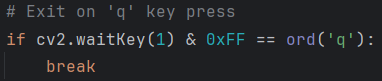 # Exit on 'q' key press
if cv2.waitKey(1) & 0xFF == ord('q'):
    break